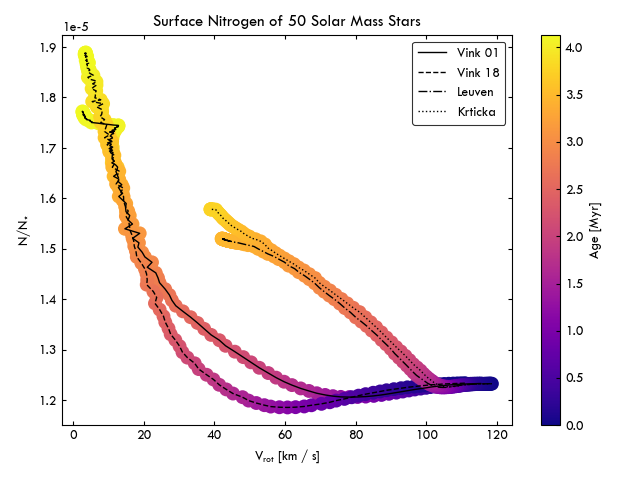 Surface Nitrogen of 50 Solar Mass Stars
1e-5
1.9
1.8
1.7
1.6
1.5
1.4
1.3
1.2
N/N⋆
0
20
40
60
80
100
120
V_rot [km / s]
Vink 01
Vink 18
Leuven
Krticka
4.0
3.5
3.0
2.5
2.0
1.5
1.0
0.5
0.0
Age [Myr]